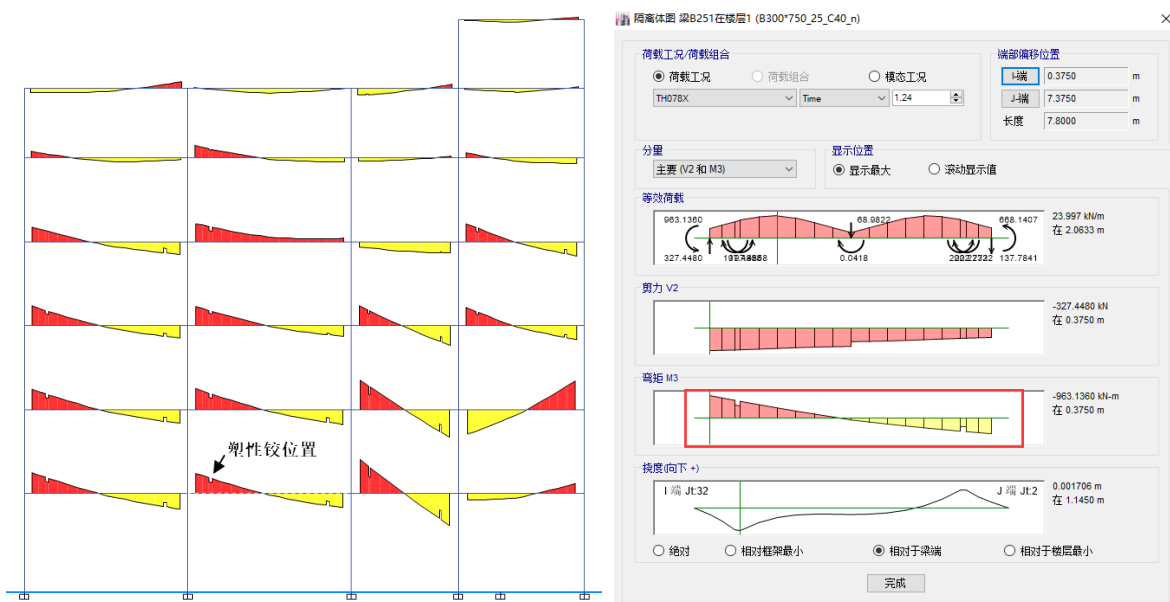 塑性铰位置
隔离体图 梁B251在楼层1 (B300*750_25_C40_n)
荷载工况/荷载组合
荷载工况
荷载组合
模态工况
TH078X
Time
1.24
端部偏移位置
I-端
0.3750
m
J-端
7.3750
m
长度
7.8000
m
分量
主要 (V2 和 M3)
显示位置
显示最大
滚动显示值
等效荷载
963.1360
68.9822
668.1407
327.4480
0.0418
137.7841
23.997 kN/m
在 2.0633 m
剪力 V2
-327.4480 kN
在 0.3750 m
弯矩 M3
-963.1360 kN-m
在 0.3750 m
挠度(向下 +)
I 端 Jt:32
J 端 Jt:2
0.001706 m
在 1.1450 m
绝对
相对框架最小
相对于梁端
相对于楼层最小
完成